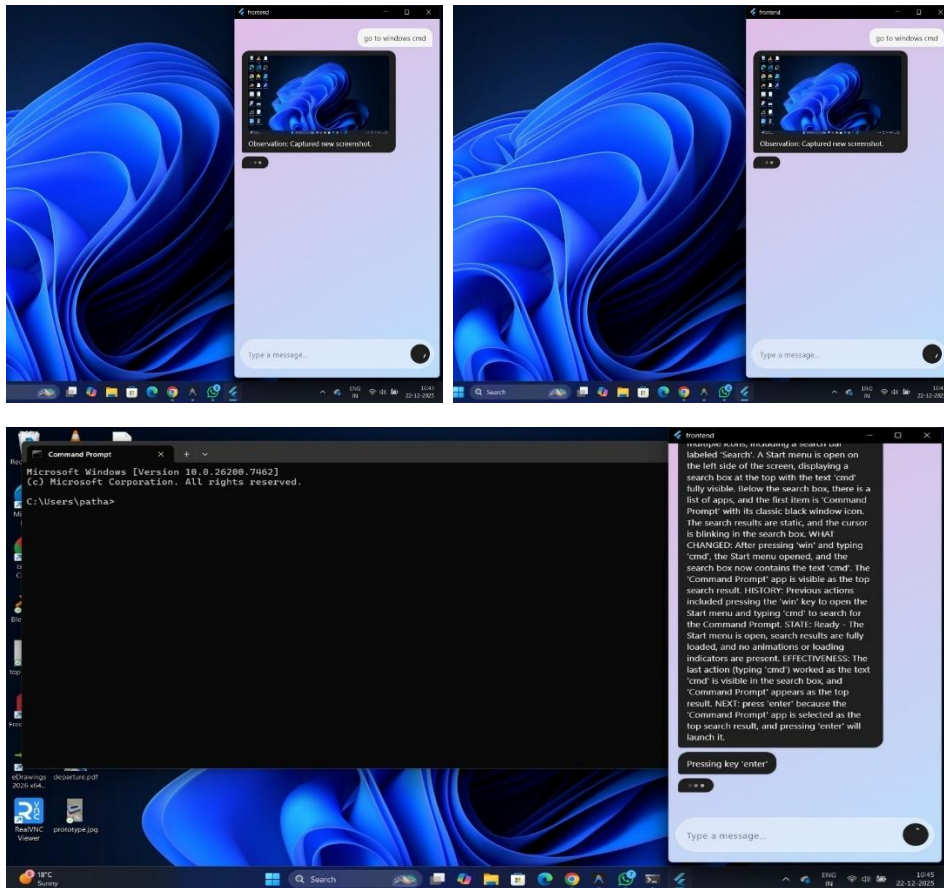 frontend
go to windows cmd
Observation: Captured new screenshot.
Type a message...
ENG
IN
22-12-2025
frontend
go to windows cmd
Observation: Captured new screenshot.
Type a message...
Search
ENG
IN
Command Prompt
Microsoft Windows [Version 10.0.26200.7462]
(c) Microsoft Corporation. All rights reserved.
C:\Users\patha>
eDrawings
2026 x64...
departure.pdf
RealVNC
Viewer
prototype.jpg
frontend
multiple icons, including a search bar
labeled 'Search'. A Start menu is open on
the left side of the screen, displaying a
search box at the top with the text 'cmd'
fully visible. Below the search box, there is a
list of apps, and the first item is 'Command
Prompt' with its classic black window icon.
The search results are static, and the cursor
is blinking in the search box. WHAT
CHANGED: After pressing 'win' and typing
'cmd', the Start menu opened, and the
search box now contains the text 'cmd'. The
'Command Prompt' app is visible as the top
search result. HISTORY: Previous actions
included pressing the 'win' key to open the
Start menu and typing 'cmd' to search for
the Command Prompt. STATE: Ready - The
Start menu is open, search results are fully
loaded, and no animations or loading
indicators are present. EFFECTIVENESS: The
last action (typing 'cmd') worked as the text
'cmd' is visible in the search box, and
'Command Prompt' appears as the top
result. NEXT: press 'enter' because the
'Command Prompt' app is selected as the
top search result, and pressing 'enter' will
launch it.
Pressing key 'enter'
Type a message...
18°C
Sunny
Search
ENG
IN
10:45
22-12-2025